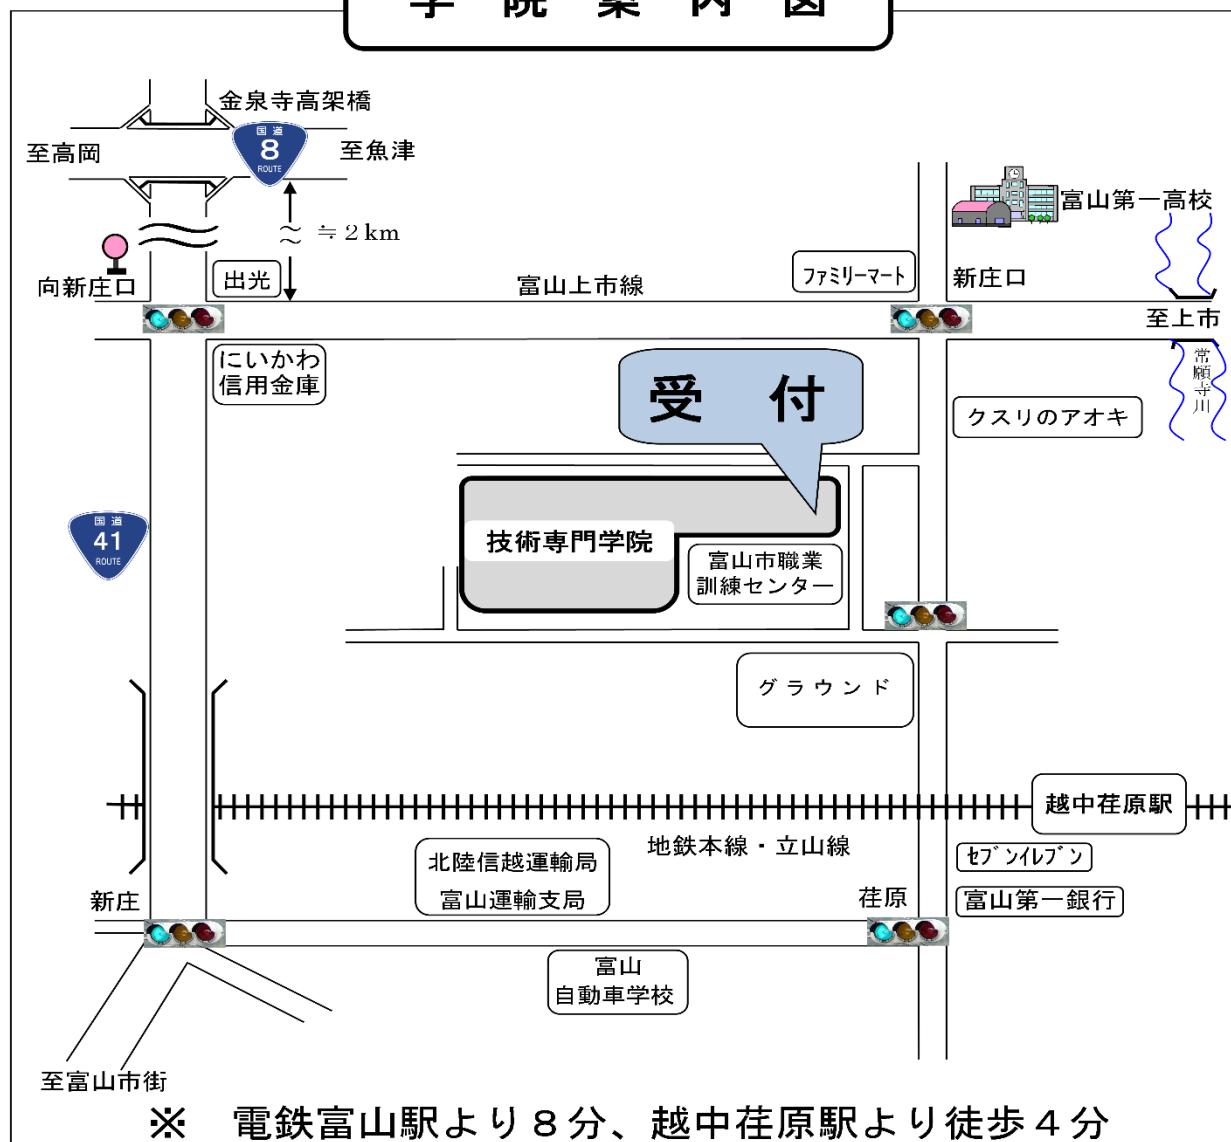 学院案内図
金泉寺高架橋
国道
8
ROUTE
至高岡
至魚津
富山第一高校
≒2km
向新庄口
出光
富山上市線
ファミリーマート
新庄口
至上市
にいかわ
信用金庫
受付
常願寺川
クスリのアオキ
国道
41
ROUTE
技術専門学院
富山市職業
訓練センター
グラウンド
越中荏原駅
地鉄本線・立山線
北陸信越運輸局
富山運輸支局
セブンイレブン
新庄
荏原
富山第一銀行
富山
自動車学校
至富山市街
※　電鉄富山駅より8分、越中荏原駅より徒歩4分